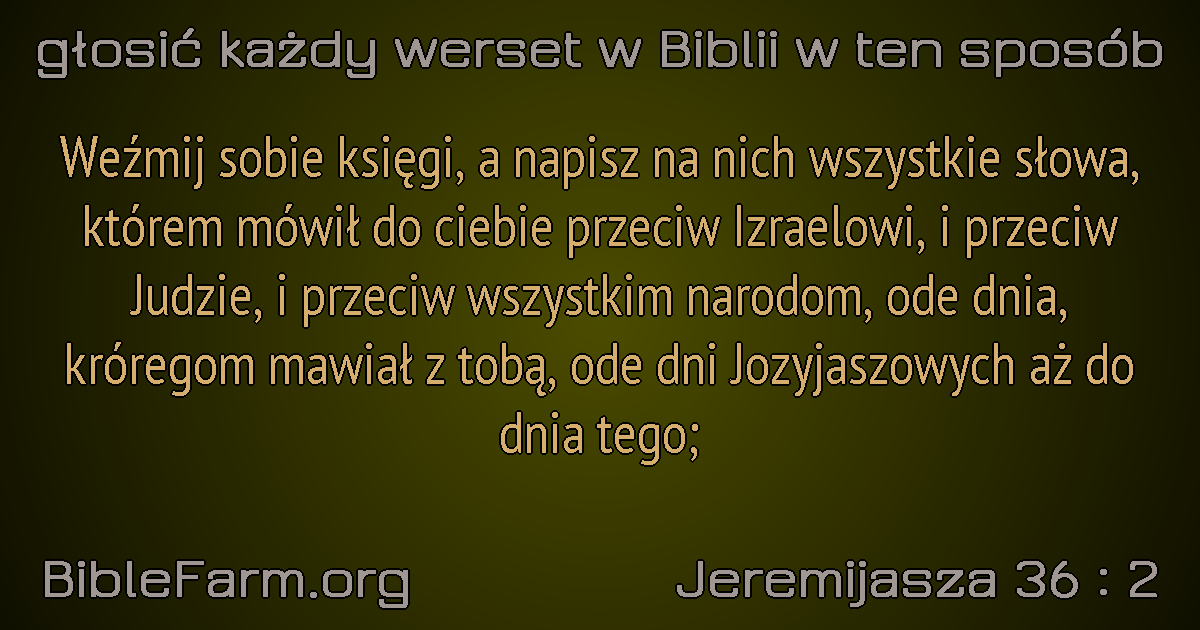 głosić każdy werset w Biblii w ten sposób
Weźmij sobie księgi, a napisz na nich wszystkie słowa,
którem mówił do ciebie przeciw Izraelowi, i przeciw
Judzie, i przeciw wszystkim narodom, ode dnia,
króregom mawiał z tobą, ode dni Jozyjaszowych aż do
dnia tego;
BibleFarm.org
Jeremijasza 36 : 2